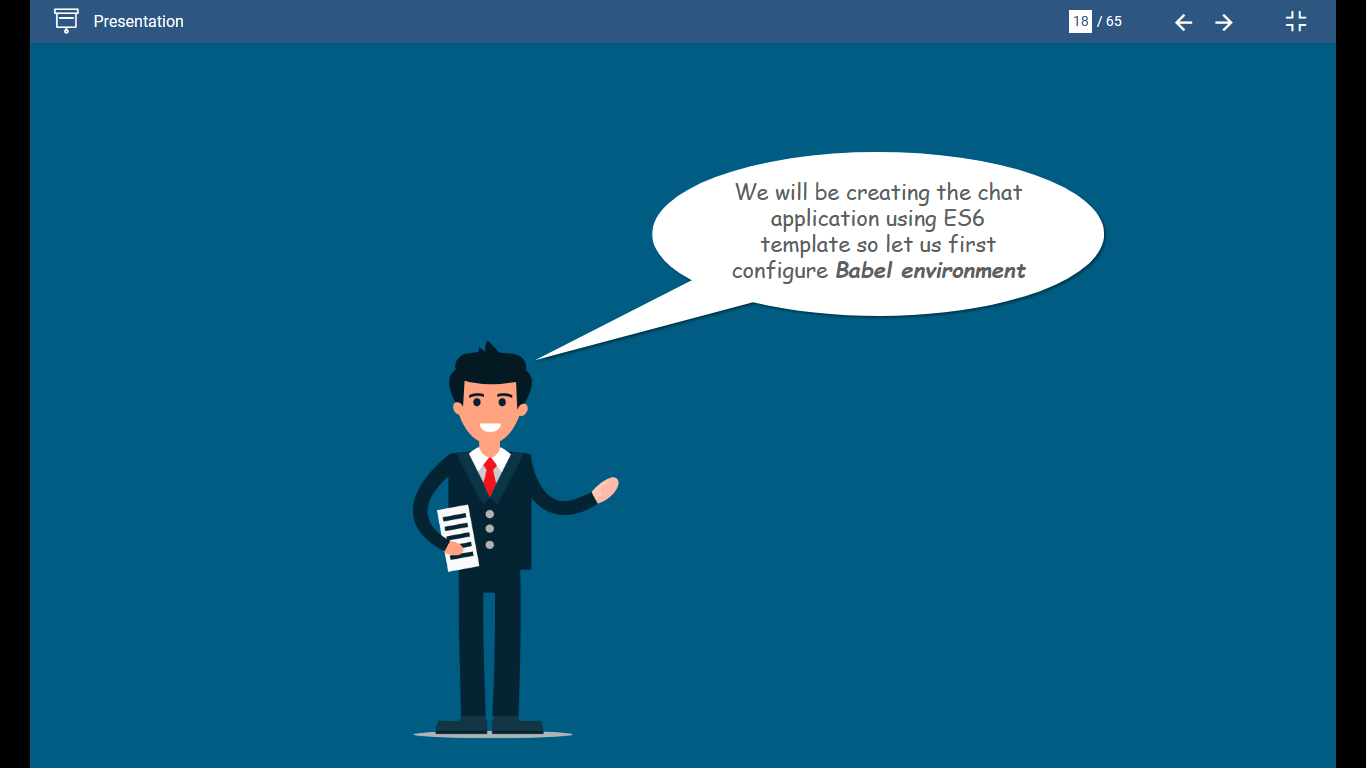 Presentation
18 / 65
We will be creating the chat
application using ES6
template so let us first
configure Babel environment